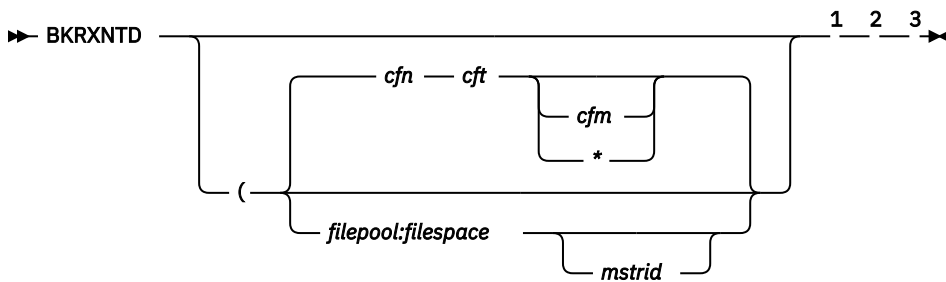 BKRXNTD 1 2 3
cfn cft
cfm
*
(
filepool:filespace
mstrid